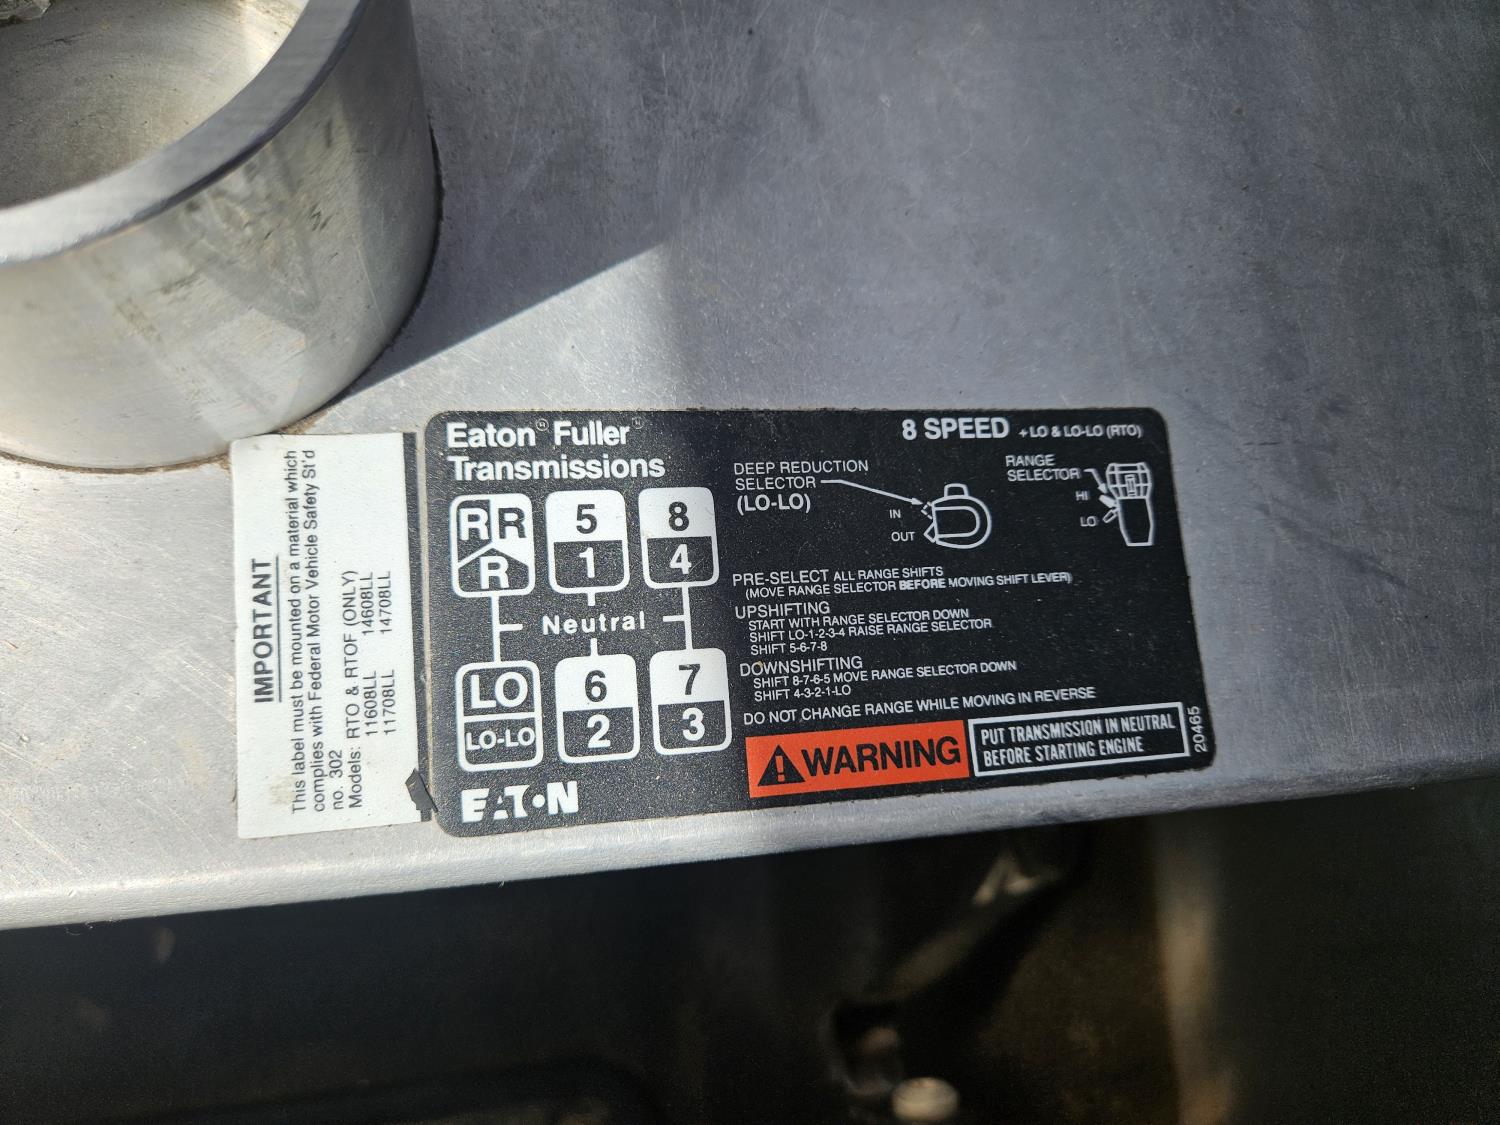 IMPORTANT
This label must be mounted on a material which
complies with Federal Motor Vehicle Safety St'd
no. 302
Models: RTO & RTOF (ONLY)
11608LL 14608LL
11708LL 14708LL
Eaton® Fuller®
Transmissions
8 SPEED + LO & LO-LO (RTO)
R R 5 8
R 1 4
Neutral
LO 6 7
LO-LO 2 3
EATON
DEEP REDUCTION
SELECTOR
(LO-LO)
IN
OUT
RANGE
SELECTOR
HI
LO
PRE-SELECT ALL RANGE SHIFTS
(MOVE RANGE SELECTOR BEFORE MOVING SHIFT LEVER)
UPSHIFTING
START WITH RANGE SELECTOR DOWN
SHIFT LO-1-2-3-4 RAISE RANGE SELECTOR
SHIFT 5-6-7-8
DOWNSHIFTING
SHIFT 8-7-6-5 MOVE RANGE SELECTOR DOWN
SHIFT 4-3-2-1-LO
DO NOT CHANGE RANGE WHILE MOVING IN REVERSE
WARNING
PUT TRANSMISSION IN NEUTRAL
BEFORE STARTING ENGINE
20465